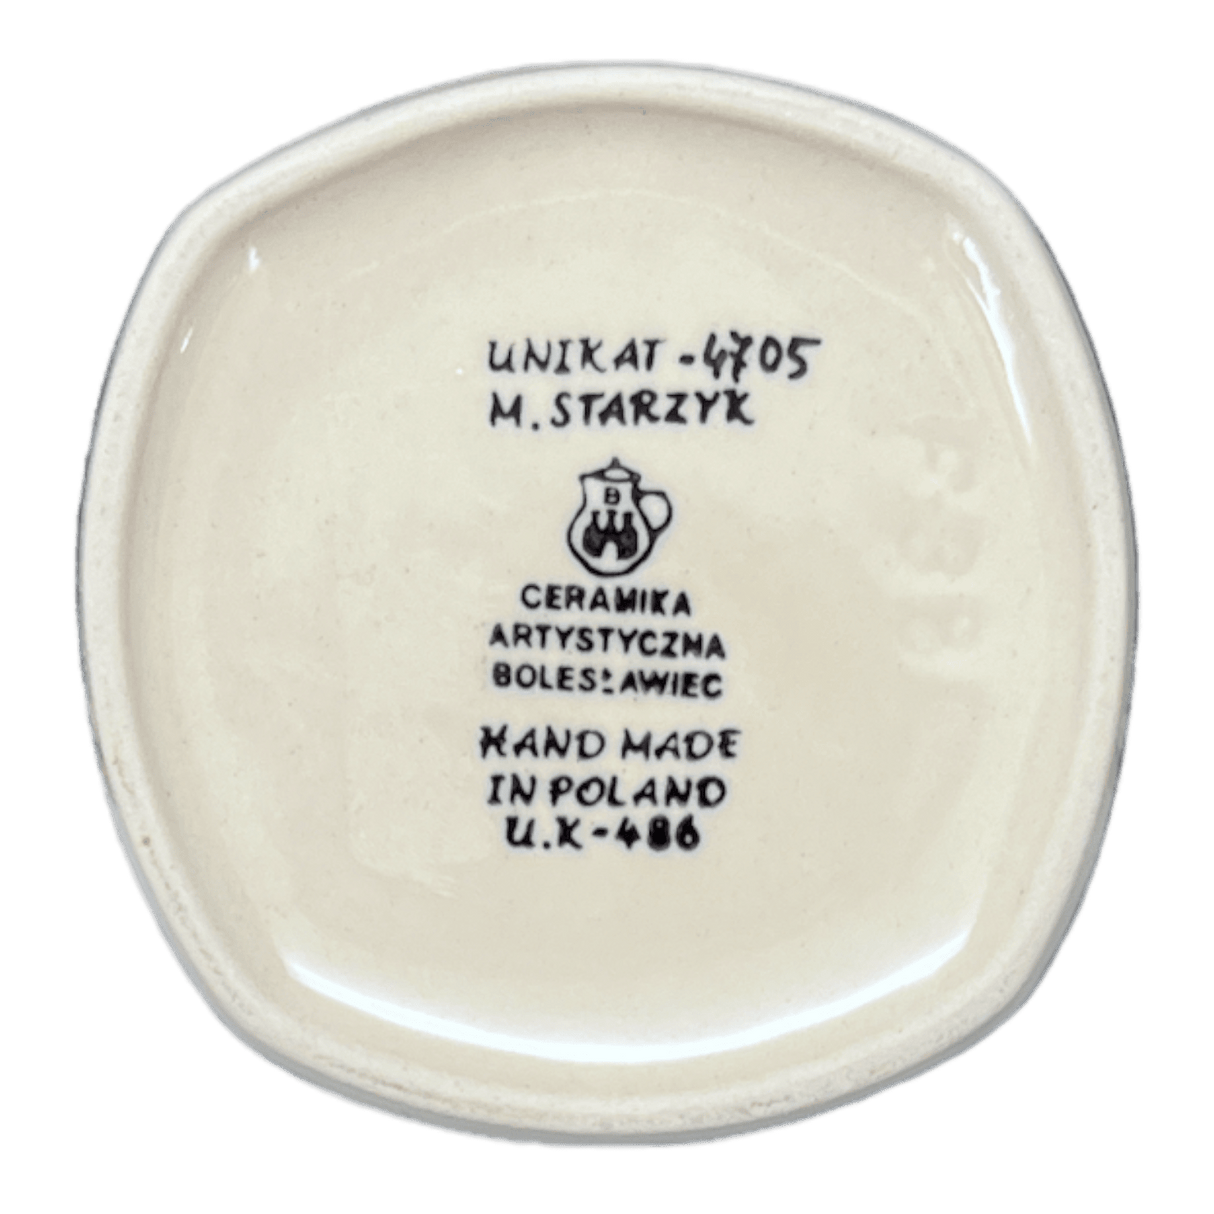 UNIKAT - 4705
M. STARZYK
B
CERAMIKA
ARTYSTYCZNA
BOLESŁAWIEC
HAND MADE
IN POLAND
U.K - 486